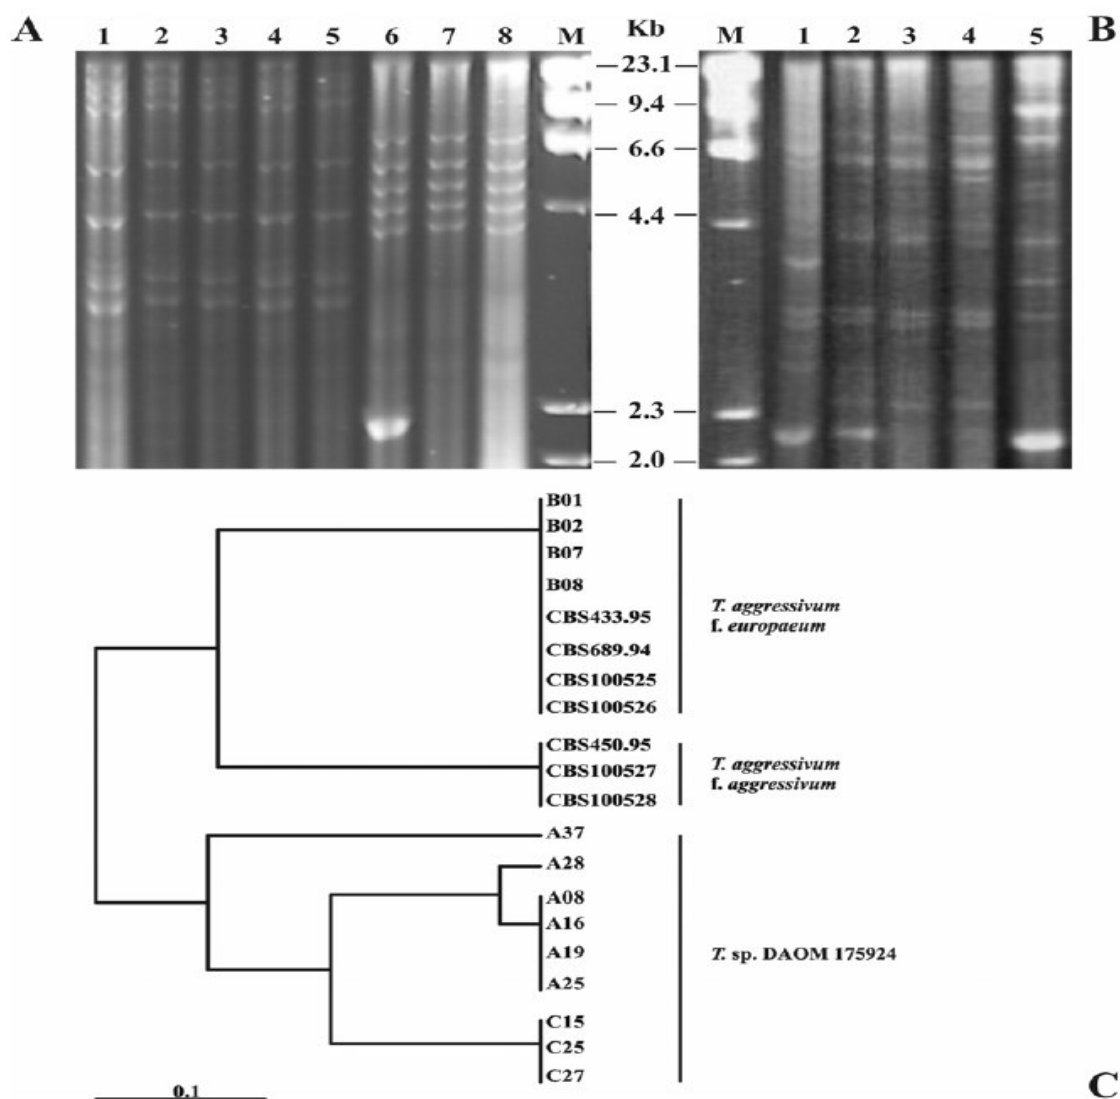 A
1 2 3 4 5 6 7 8 M Kb M 1 2 3 4 5
B
23.1
9.4
6.6
4.4
2.3
2.0
B01
B02
B07
B08
CBS433.95
CBS689.94
CBS100525
CBS100526
T. aggressivum
f. europaeum
CBS450.95
CBS100527
CBS100528
T. aggressivum
f. aggressivum
A37
A28
A08
A16
A19
A25
C15
C25
C27
T. sp. DAOM 175924
0.1
C